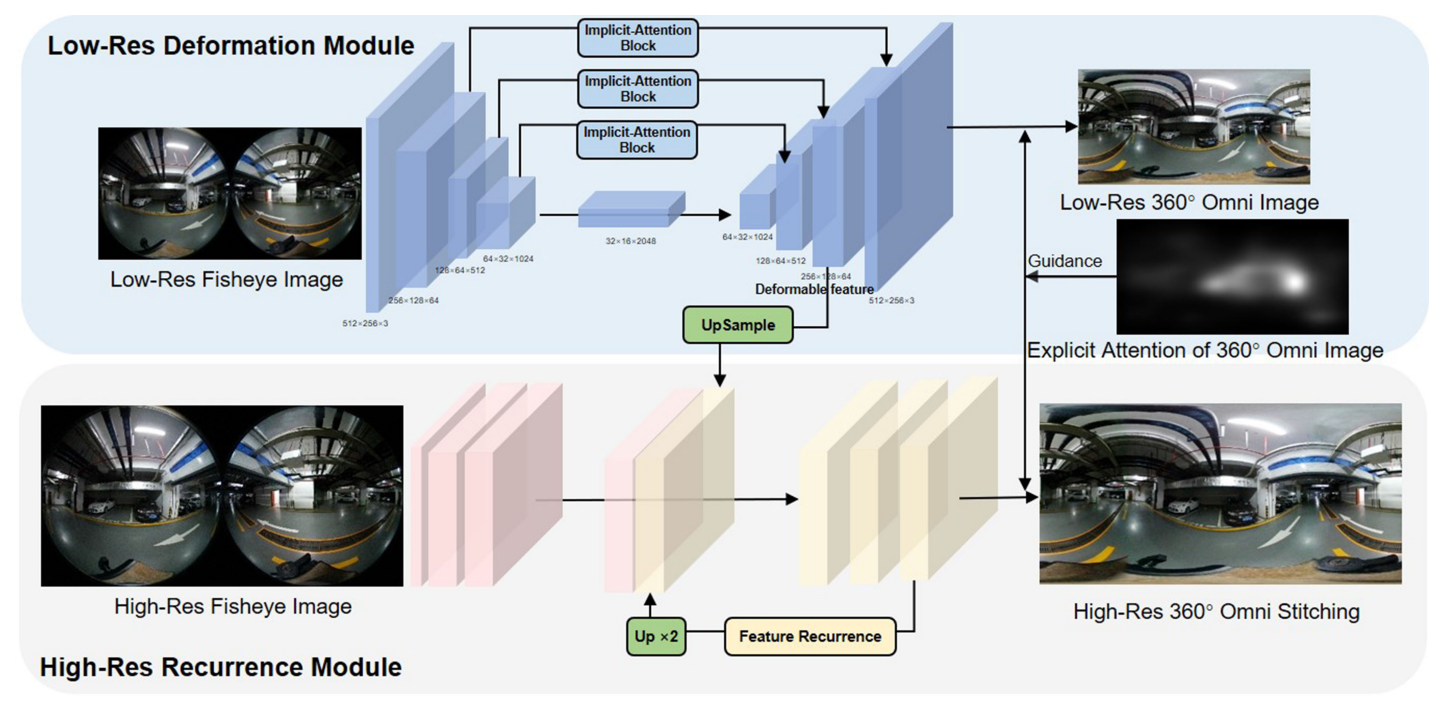 Low-Res Deformation Module
Implicit-Attention
Block
Implicit-Attention
Block
Implicit-Attention
Block
Low-Res Fisheye Image
512×256×3
256×128×64
128×64×512
64×32×1024
32×16×2048
64×32×1024
128×64×512
256×128×64
Deformable feature
512×256×3
UpSample
Low-Res 360° Omni Image
Guidance
Explicit Attention of 360° Omni Image
High-Res Fisheye Image
Up ×2
Feature Recurrence
High-Res 360° Omni Stitching
High-Res Recurrence Module